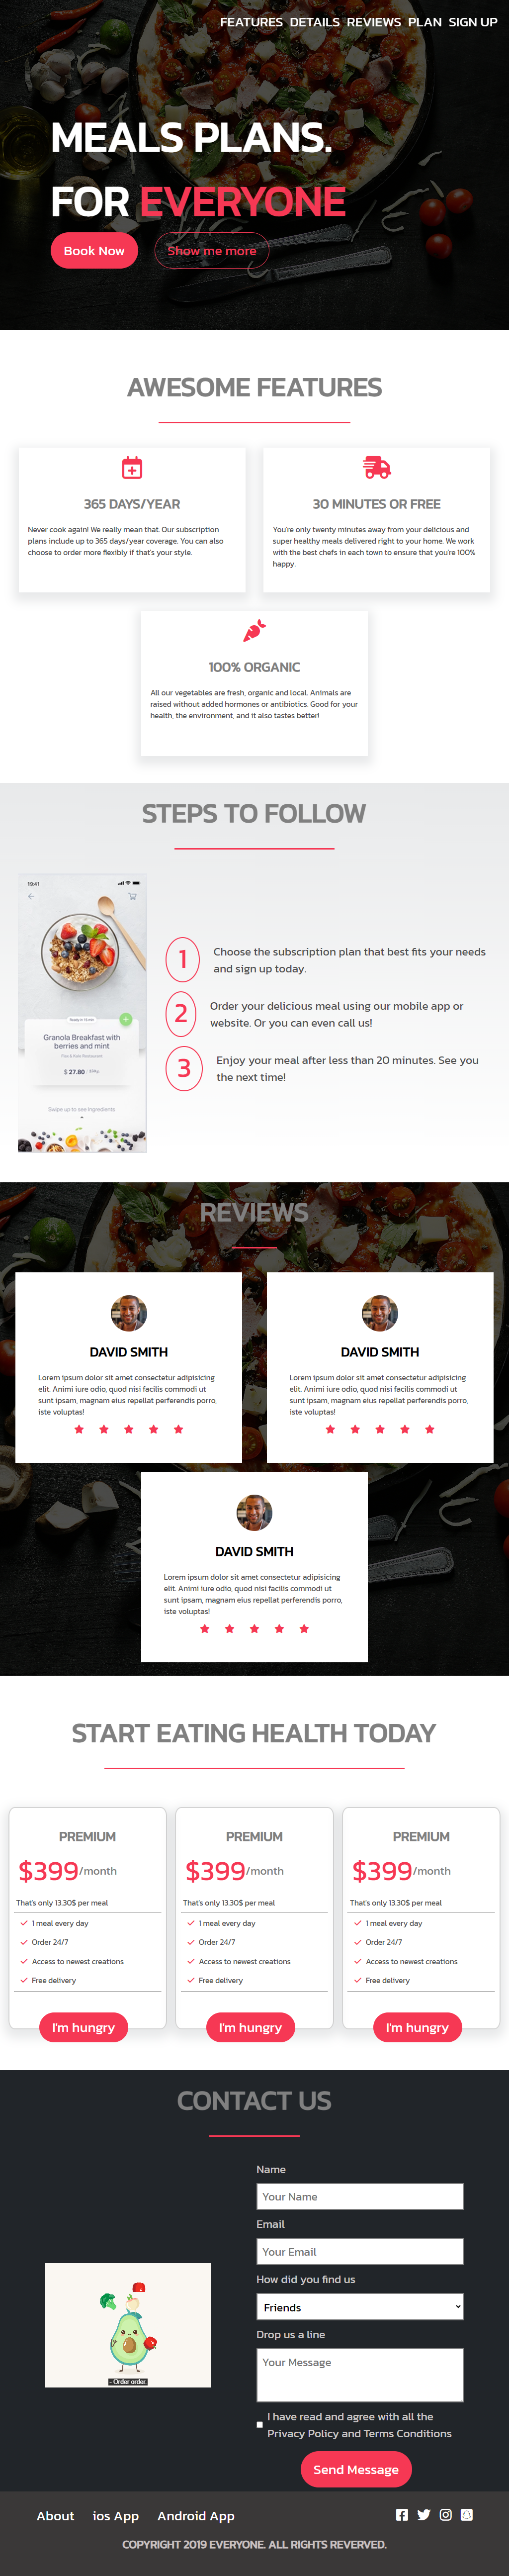 FEATURES DETAILS REVIEWS PLAN SIGN UP
MEALS PLANS.
FOR EVERYONE
Book Now
Show me more
AWESOME FEATURES
365 DAYS/YEAR
Never cook again! We really mean that. Our subscription
plans include up to 365 days/year coverage. You can also
choose to order more flexibly if that's your style.
30 MINUTES OR FREE
You're only twenty minutes away from your delicious and
super healthy meals delivered right to your home. We work
with the best chefs in each town to ensure that you're 100%
happy.
100% ORGANIC
All our vegetables are fresh, organic and local. Animals are
raised without added hormones or antibiotics. Good for your
health, the environment, and it also tastes better!
STEPS TO FOLLOW
19:41
Ready in 15 min
Granola Breakfast with
berries and mint
$ 27.80
Swipe up to see Ingredients
1
Choose the subscription plan that best fits your needs
and sign up today.
2
Order your delicious meal using our mobile app or
website. Or you can even call us!
3
Enjoy your meal after less than 20 minutes. See you
the next time!
REVIEWS
DAVID SMITH
Lorem ipsum dolor sit amet consectetur adipisicing
elit. Animi iure odio, quod nisi facilis commodi ut
sunt ipsam, magnam eius repellat perferendis porro,
iste voluptas!
DAVID SMITH
Lorem ipsum dolor sit amet consectetur adipisicing
elit. Animi iure odio, quod nisi facilis commodi ut
sunt ipsam, magnam eius repellat perferendis porro,
iste voluptas!
DAVID SMITH
Lorem ipsum dolor sit amet consectetur adipisicing
elit. Animi iure odio, quod nisi facilis commodi ut
sunt ipsam, magnam eius repellat perferendis porro,
iste voluptas!
START EATING HEALTH TODAY
PREMIUM
$399/month
That's only 13.30$ per meal
1 meal every day
Order 24/7
Access to newest creations
Free delivery
I'm hungry
PREMIUM
$399/month
That's only 13.30$ per meal
1 meal every day
Order 24/7
Access to newest creations
Free delivery
I'm hungry
PREMIUM
$399/month
That's only 13.30$ per meal
1 meal every day
Order 24/7
Access to newest creations
Free delivery
I'm hungry
CONTACT US
- Order order.
Name
Your Name
Email
Your Email
How did you find us
Friends
Drop us a line
Your Message
I have read and agree with all the
Privacy Policy and Terms Conditions
Send Message
About ios App Android App
COPYRIGHT 2019 EVERYONE. ALL RIGHTS REVERVED.